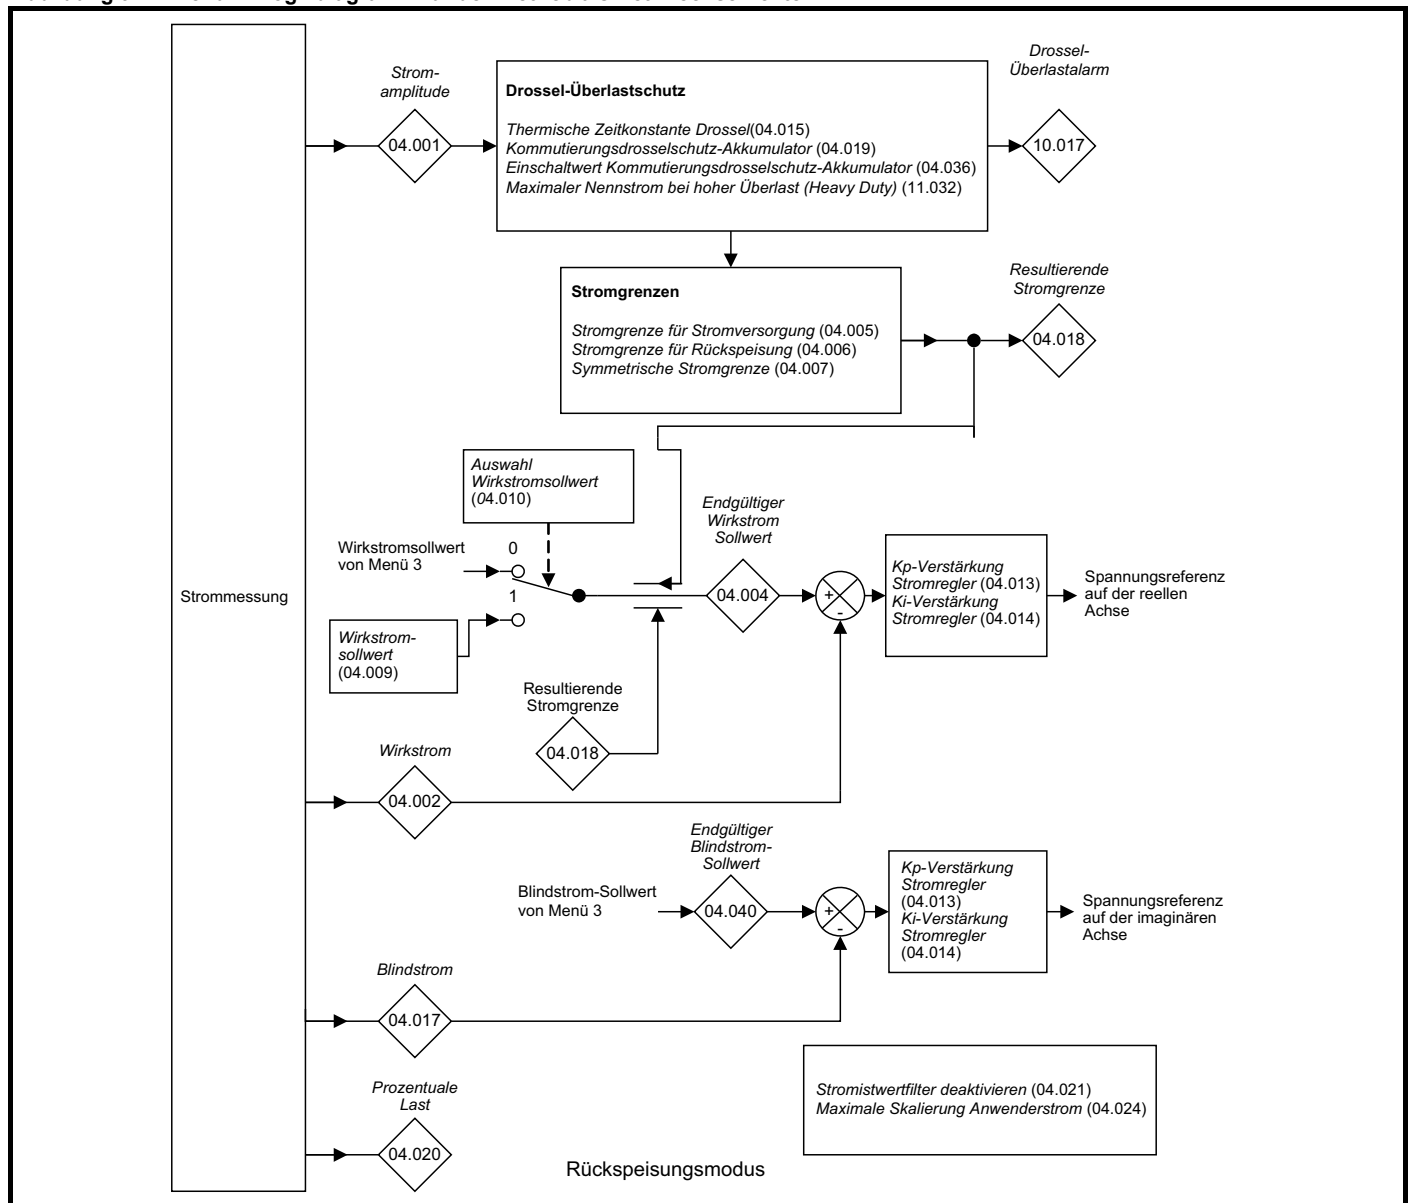 Strom-
amplitude
04.001
Drossel-Überlastschutz
Thermische Zeitkonstante Drossel(04.015)
Kommutierungsdrosselschutz-Akkumulator (04.019)
Einschaltwert Kommutierungsdrosselschutz-Akkumulator (04.036)
Maximaler Nennstrom bei hoher Überlast (Heavy Duty) (11.032)
Drossel-
Überlastalarm
10.017
Stromgrenzen
Stromgrenze für Stromversorgung (04.005)
Stromgrenze für Rückspeisung (04.006)
Symmetrische Stromgrenze (04.007)
Resultierende
Stromgrenze
04.018
Auswahl
Wirkstromsollwert
(04.010)
Endgültiger
Wirkstrom
Sollwert
Wirkstromsollwert
von Menü 3
0
1
04.004
+
-
Kp-Verstärkung
Stromregler (04.013)
Ki-Verstärkung
Stromregler (04.014)
Spannungsreferenz
auf der reellen
Achse
Strommessung
Wirkstrom-
sollwert
(04.009)
Resultierende
Stromgrenze
04.018
Wirkstrom
04.002
Endgültiger
Blindstrom-
Sollwert
Blindstrom-Sollwert
von Menü 3
04.040
+
-
Kp-Verstärkung
Stromregler
(04.013)
Ki-Verstärkung
Stromregler
(04.014)
Spannungsreferenz
auf der imaginären
Achse
Blindstrom
04.017
Stromistwertfilter deaktivieren (04.021)
Maximale Skalierung Anwenderstrom (04.024)
Prozentuale
Last
04.020
Rückspeisungsmodus